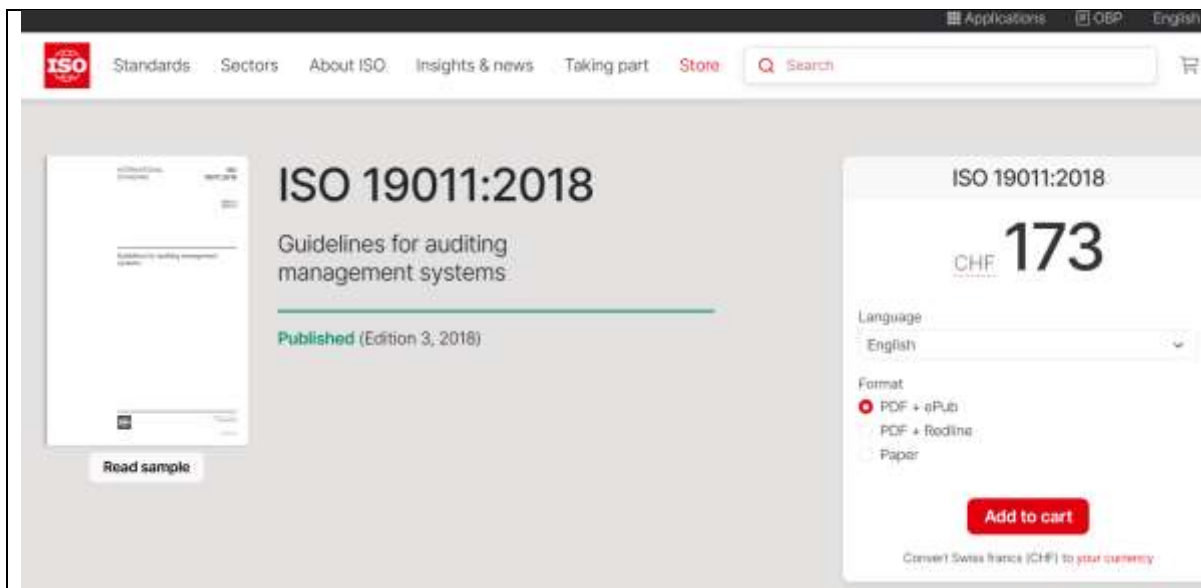 Applications OBP English
ISO Standards Sectors About ISO Insights & news Taking part Store Search
ISO 19011:2018
Guidelines for auditing
management systems
Published (Edition 3, 2018)
Read sample
ISO 19011:2018
CHF 173
Language
English
Format
PDF + ePub
PDF + Redline
Paper
Add to cart
Convert Swiss francs (CHF) to your currency